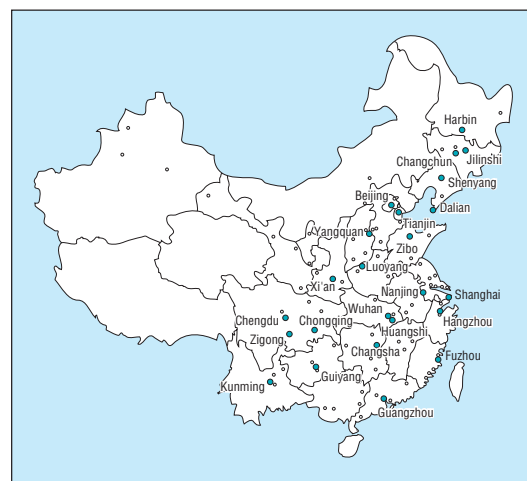 Harbin
Changchun
Jilinshi
Shenyang
Beijing
Dalian
Tianjin
Yangquan
Zibo
Luoyang
Xi'an
Nanjing
Shanghai
Wuhan
Hangzhou
Chengdu
Chongqing
Huangshi
Zigong
Changsha
Fuzhou
Guiyang
Kunming
Guangzhou